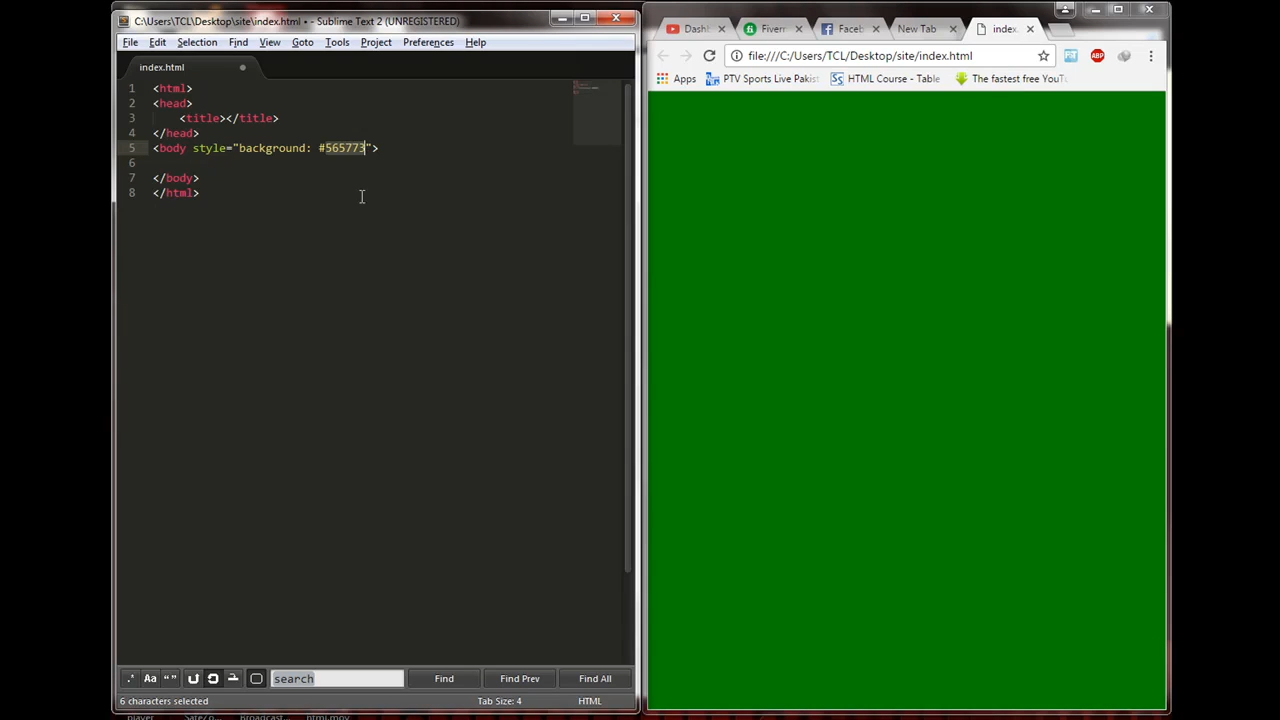 C:\Users\TCL\Desktop\site\index.html • - Sublime Text 2 (UNREGISTERED)
File Edit Selection Find View Goto Tools Project Preferences Help
index.html
1 <html>
2 <head>
3 <title></title>
4 </head>
5 <body style="background: #565773">
6
7 </body>
8 </html>
.* Aa “ ” search Find Find Prev Find All
6 characters selected Tab Size: 4 HTML
Dashb Fiverr Faceb New Tab index.
file:///C:/Users/TCL/Desktop/site/index.html ABP
Apps PTV Sports Live Pakist HTML Course - Table The fastest free YouT